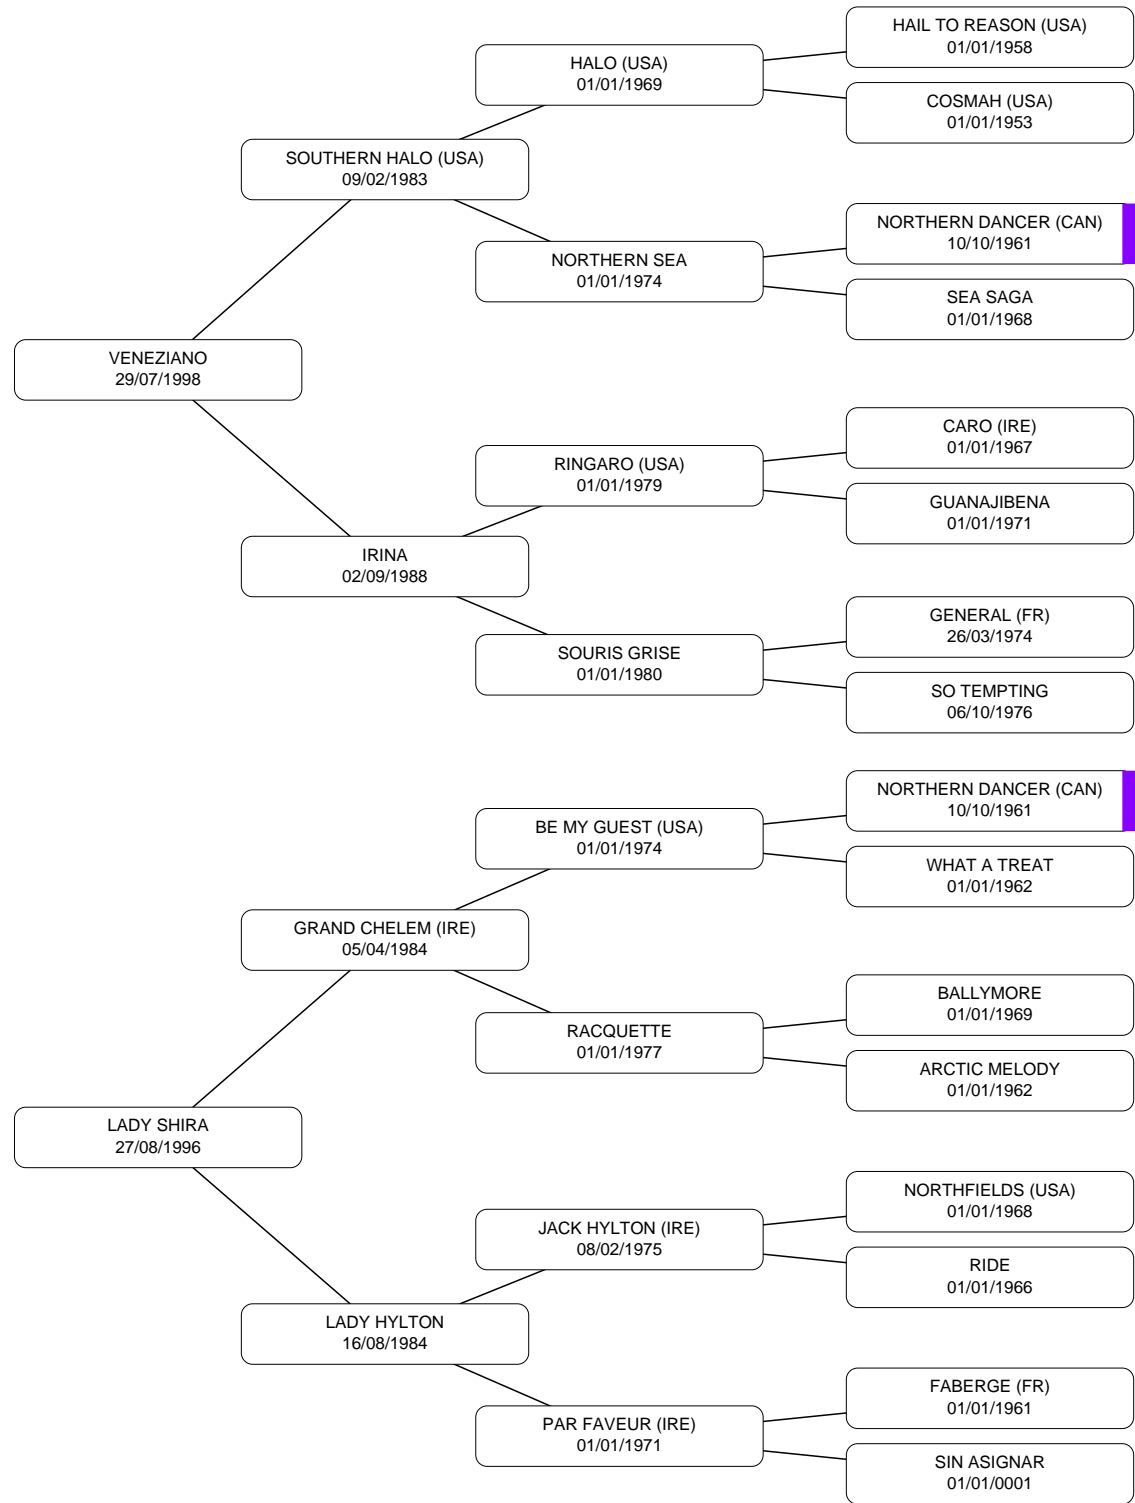 HAIL TO REASON (USA)
01/01/1958
HALO (USA)
01/01/1969
COSMAH (USA)
01/01/1953
SOUTHERN HALO (USA)
09/02/1983
NORTHERN DANCER (CAN)
10/10/1961
NORTHERN SEA
01/01/1974
SEA SAGA
01/01/1968
VENEZIANO
29/07/1998
CARO (IRE)
01/01/1967
RINGARO (USA)
01/01/1979
GUANAJIBENA
01/01/1971
IRINA
02/09/1988
GENERAL (FR)
26/03/1974
SOURIS GRISE
01/01/1980
SO TEMPTING
06/10/1976
NORTHERN DANCER (CAN)
10/10/1961
BE MY GUEST (USA)
01/01/1974
WHAT A TREAT
01/01/1962
GRAND CHELEM (IRE)
05/04/1984
BALLYMORE
01/01/1969
RACQUETTE
01/01/1977
ARCTIC MELODY
01/01/1962
LADY SHIRA
27/08/1996
NORTHFIELDS (USA)
01/01/1968
JACK HYLTON (IRE)
08/02/1975
RIDE
01/01/1966
LADY HYLTON
16/08/1984
FABERGE (FR)
01/01/1961
PAR FAVEUR (IRE)
01/01/1971
SIN ASIGNAR
01/01/0001